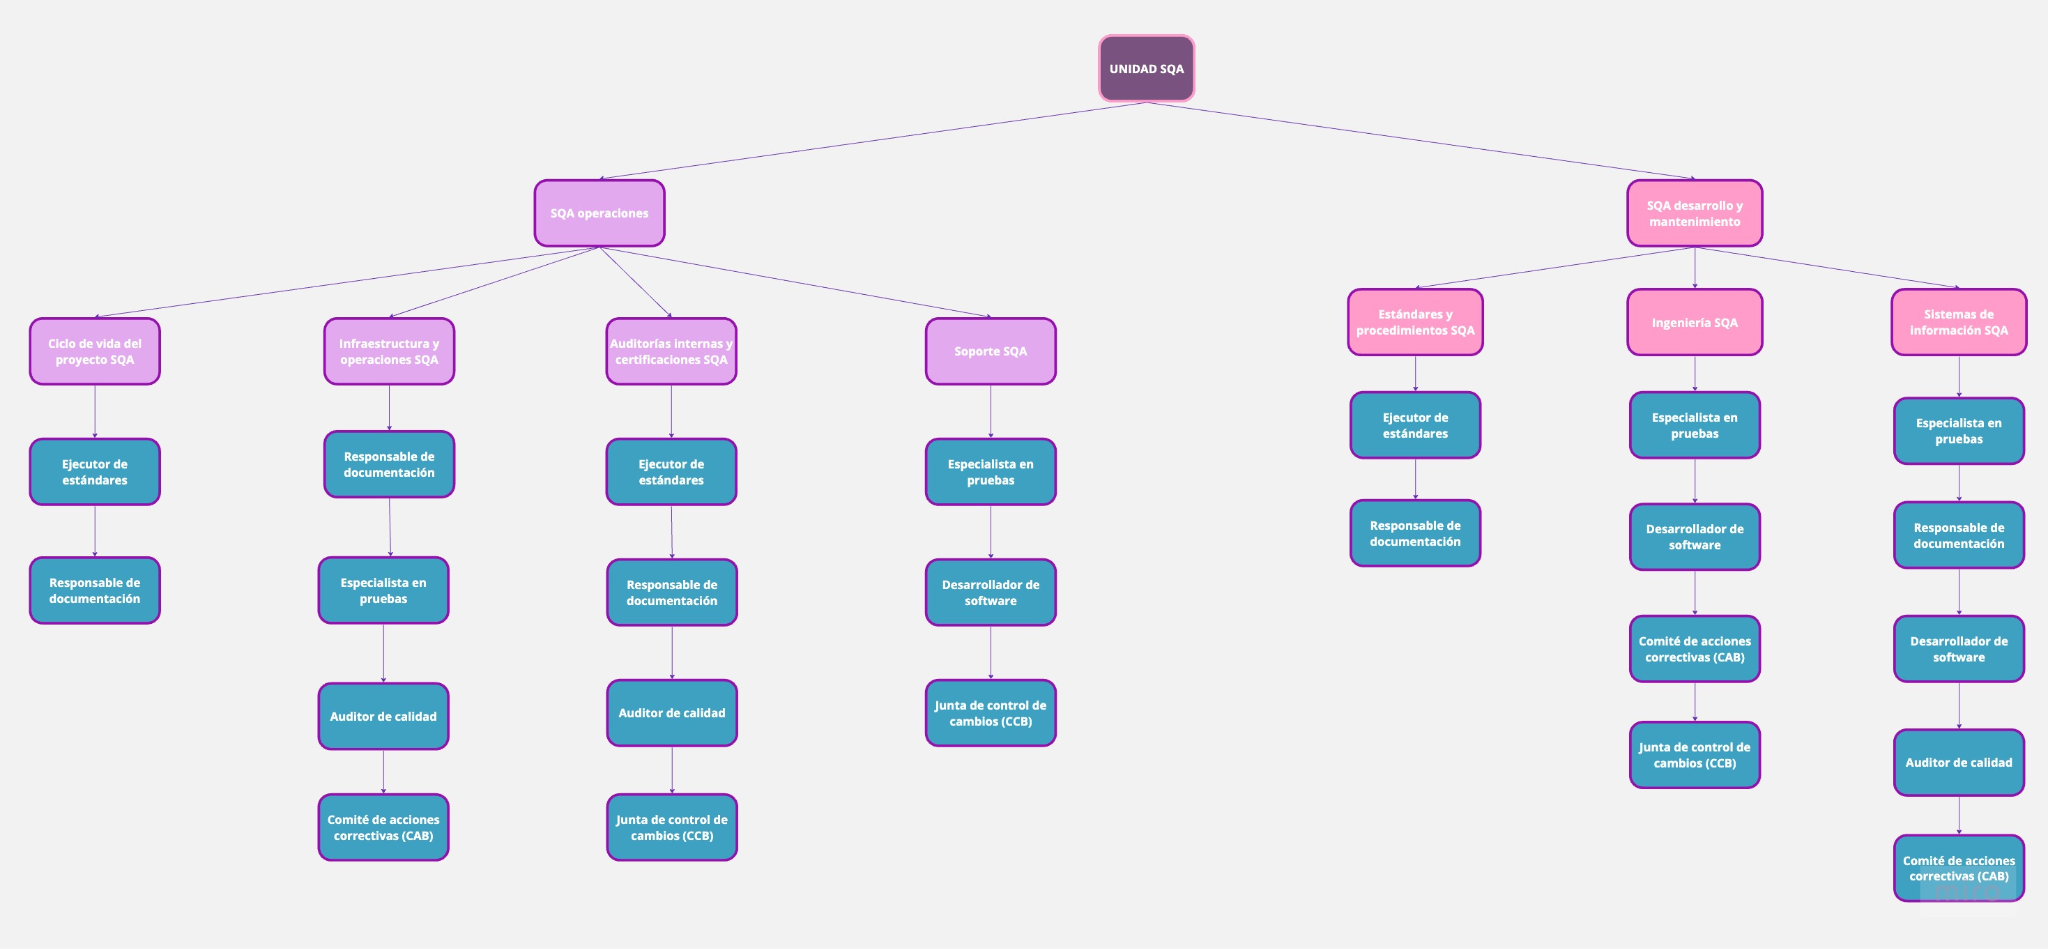 UNIDAD SQA
SQA operaciones
SQA desarrollo y
mantenimiento
Ciclo de vida del
proyecto SQA
Infraestructura y
operaciones SQA
Auditorías internas y
certificaciones SQA
Soporte SQA
Estándares y
procedimientos SQA
Ingeniería SQA
Sistemas de
información SQA
Ejecutor de
estándares
Responsable de
documentación
Responsable de
documentación
Especialista en
pruebas
Auditor de calidad
Comité de acciones
correctivas (CAB)
Ejecutor de
estándares
Responsable de
documentación
Auditor de calidad
Junta de control de
cambios (CCB)
Especialista en
pruebas
Desarrollador de
software
Junta de control de
cambios (CCB)
Ejecutor de
estándares
Responsable de
documentación
Especialista en
pruebas
Desarrollador de
software
Comité de acciones
correctivas (CAB)
Junta de control de
cambios (CCB)
Especialista en
pruebas
Responsable de
documentación
Desarrollador de
software
Auditor de calidad
Comité de acciones
correctivas (CAB)
miro